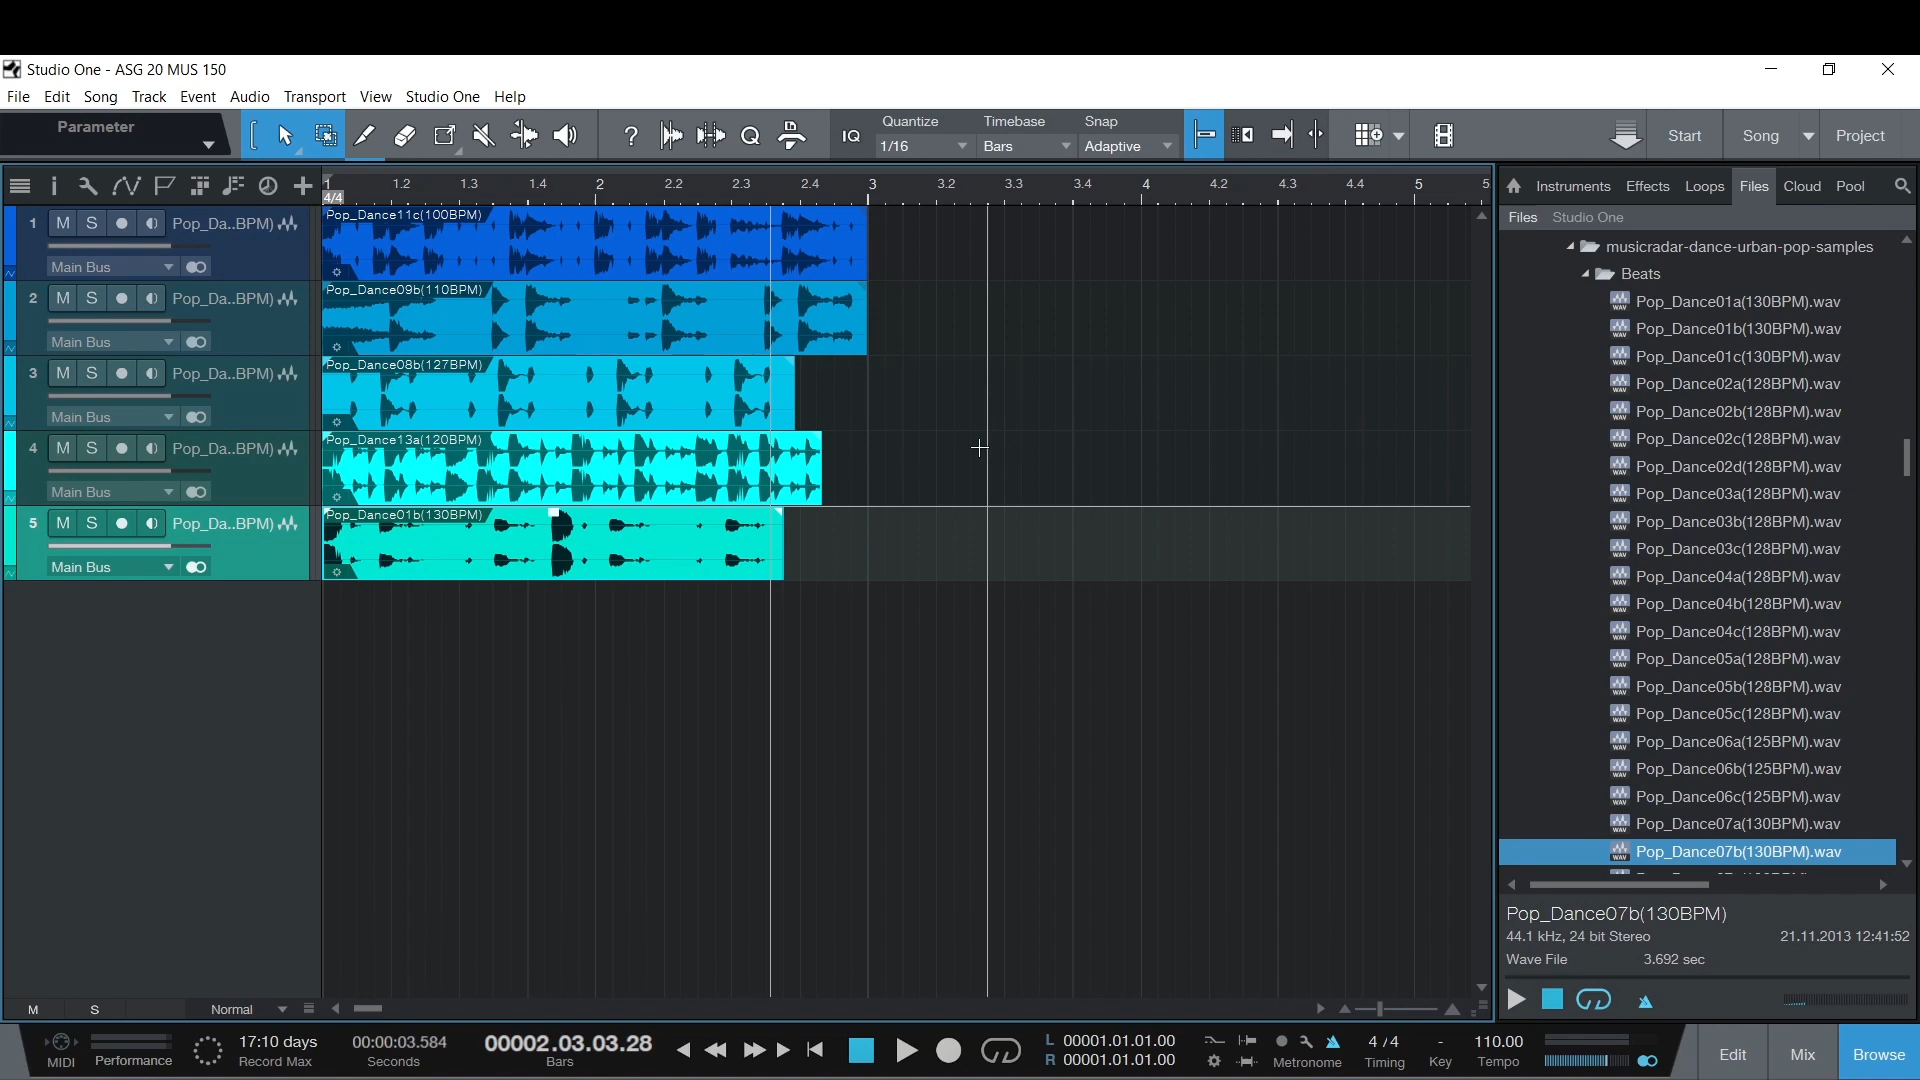 Studio One - ASG 20 MUS 150
File Edit Song Track Event Audio Transport View Studio One Help
Parameter
? Q IQ
Quantize Timebase Snap
1/16 Bars Adaptive
Start Song Project
1 1.2 1.3 1.4 2 2.2 2.3 2.4 3 3.2 3.3 3.4 4 4.2 4.3 4.4 5 5
4/4
Instruments Effects Loops Files Cloud Pool
Files Studio One
1 M S Pop_Da..BPM)
Main Bus
Pop_Dance11c(100BPM)
2 M S Pop_Da..BPM)
Main Bus
Pop_Dance09b(110BPM)
3 M S Pop_Da..BPM)
Main Bus
Pop_Dance08b(127BPM)
4 M S Pop_Da..BPM)
Main Bus
Pop_Dance13a(120BPM)
5 M S Pop_Da..BPM)
Main Bus
Pop_Dance01b(130BPM)
musicradar-dance-urban-pop-samples
Beats
Pop_Dance01a(130BPM).wav
Pop_Dance01b(130BPM).wav
Pop_Dance01c(130BPM).wav
Pop_Dance02a(128BPM).wav
Pop_Dance02b(128BPM).wav
Pop_Dance02c(128BPM).wav
Pop_Dance02d(128BPM).wav
Pop_Dance03a(128BPM).wav
Pop_Dance03b(128BPM).wav
Pop_Dance03c(128BPM).wav
Pop_Dance04a(128BPM).wav
Pop_Dance04b(128BPM).wav
Pop_Dance04c(128BPM).wav
Pop_Dance05a(128BPM).wav
Pop_Dance05b(128BPM).wav
Pop_Dance05c(128BPM).wav
Pop_Dance06a(125BPM).wav
Pop_Dance06b(125BPM).wav
Pop_Dance06c(125BPM).wav
Pop_Dance07a(130BPM).wav
Pop_Dance07b(130BPM).wav
Pop_Dance07b(130BPM)
44.1 kHz, 24 bit Stereo 21.11.2013 12:41:52
Wave File 3.692 sec
M S Normal
MIDI
Performance
17:10 days
Record Max
00:00:03.584
Seconds
00002.03.03.28
Bars
L 00001.01.01.00
R 00001.01.01.00
Metronome
4 / 4
Timing
-
Key
110.00
Tempo
Edit Mix Browse